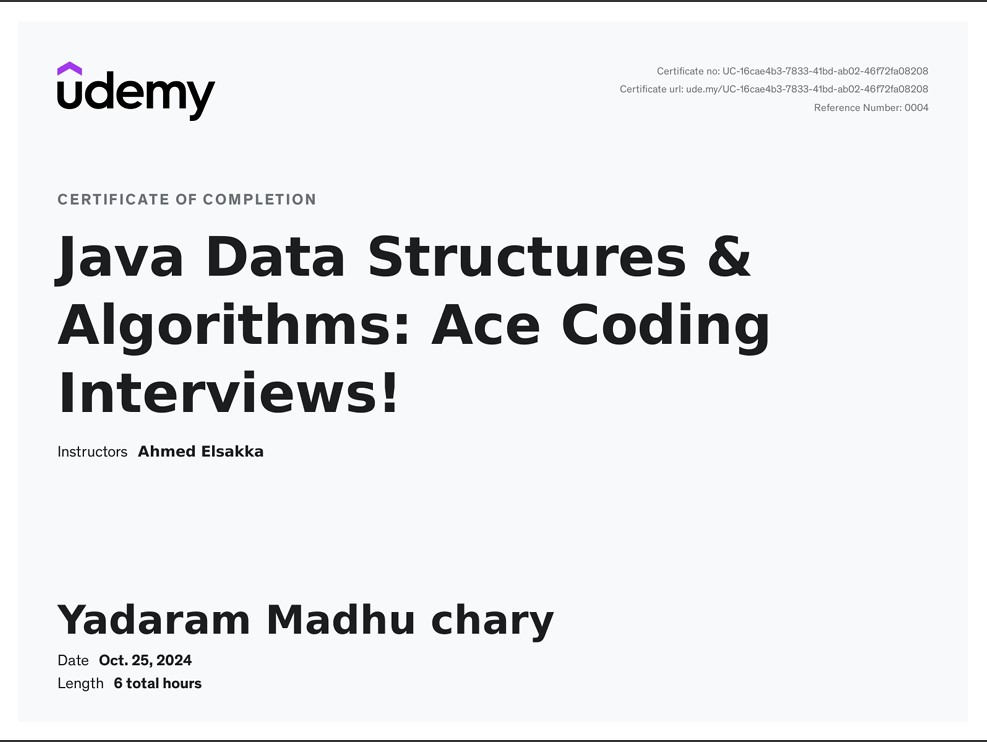 udemy
Certificate no: UC-16cae4b3-7833-41bd-ab02-46f72fa08208
Certificate url: ude.my/UC-16cae4b3-7833-41bd-ab02-46f72fa08208
Reference Number: 0004
CERTIFICATE OF COMPLETION
Java Data Structures &
Algorithms: Ace Coding
Interviews!
Instructors Ahmed Elsakka
Yadaram Madhu chary
Date Oct. 25, 2024
Length 6 total hours